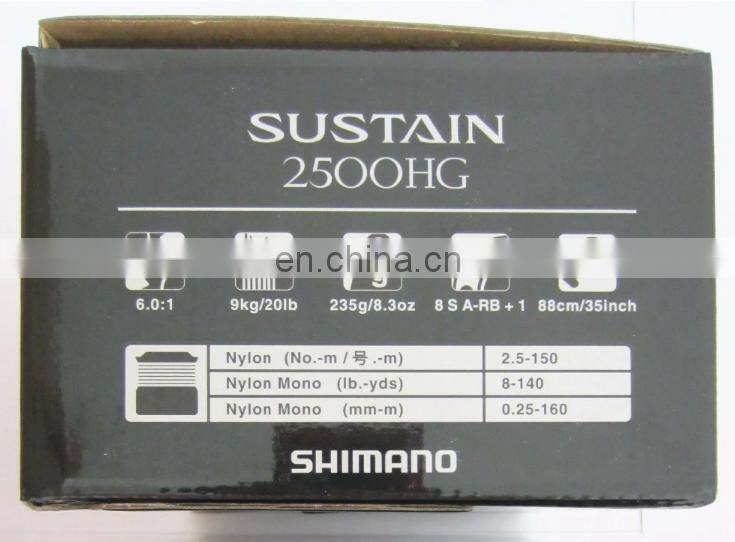 SUSTAIN
2500HG
en.china.cn
6.0:1 9kg/20lb 235g/8.3oz 8 S A-RB + 1 88cm/35inch
Nylon (No.-m / 号 .-m) 2.5-150
Nylon Mono (lb.-yds) 8-140
Nylon Mono (mm-m) 0.25-160
SHIMANO